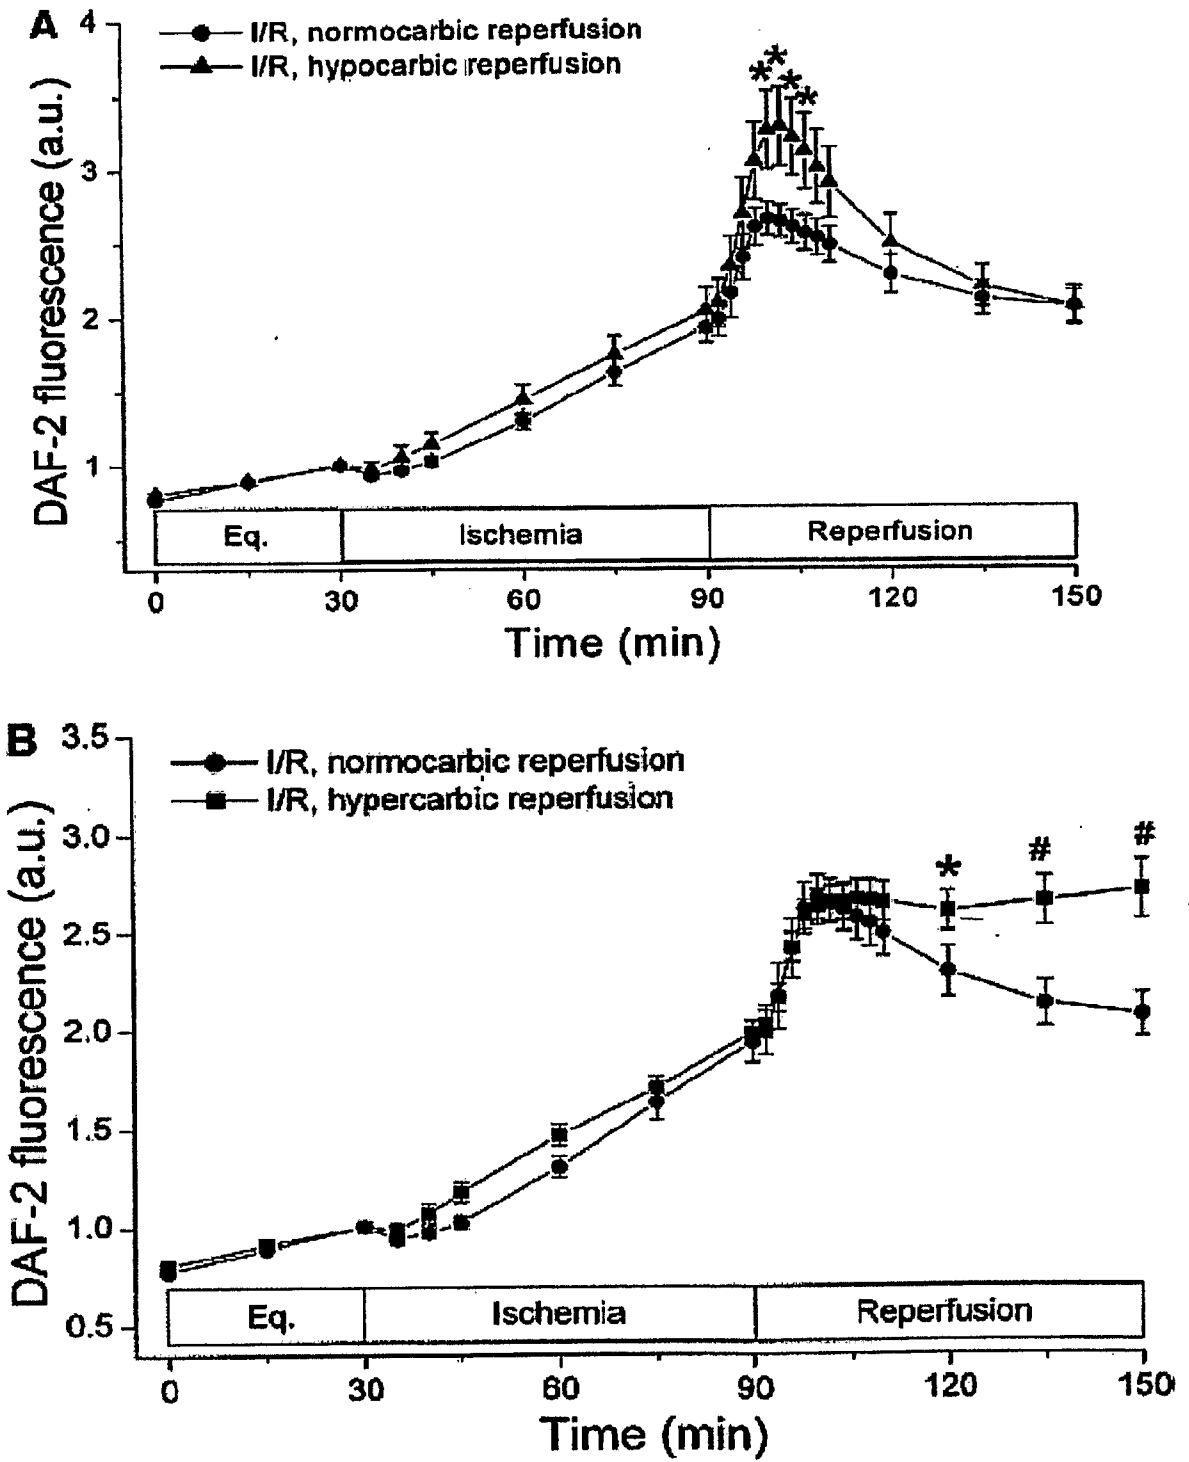 A
4
I/R, normocarbic reperfusion
I/R, hypocarbic reperfusion
* * * *
3
2
1
DAF-2 fluorescence (a.u.)
Eq. Ischemia Reperfusion
0 30 60 90 120 150
Time (min)
B
3.5
I/R, normocarbic reperfusion
I/R, hypercarbic reperfusion
3.0
* # #
2.5
2.0
1.5
1.0
0.5
DAF-2 fluorescence (a.u.)
Eq. Ischemia Reperfusion
0 30 60 90 120 150
Time (min)